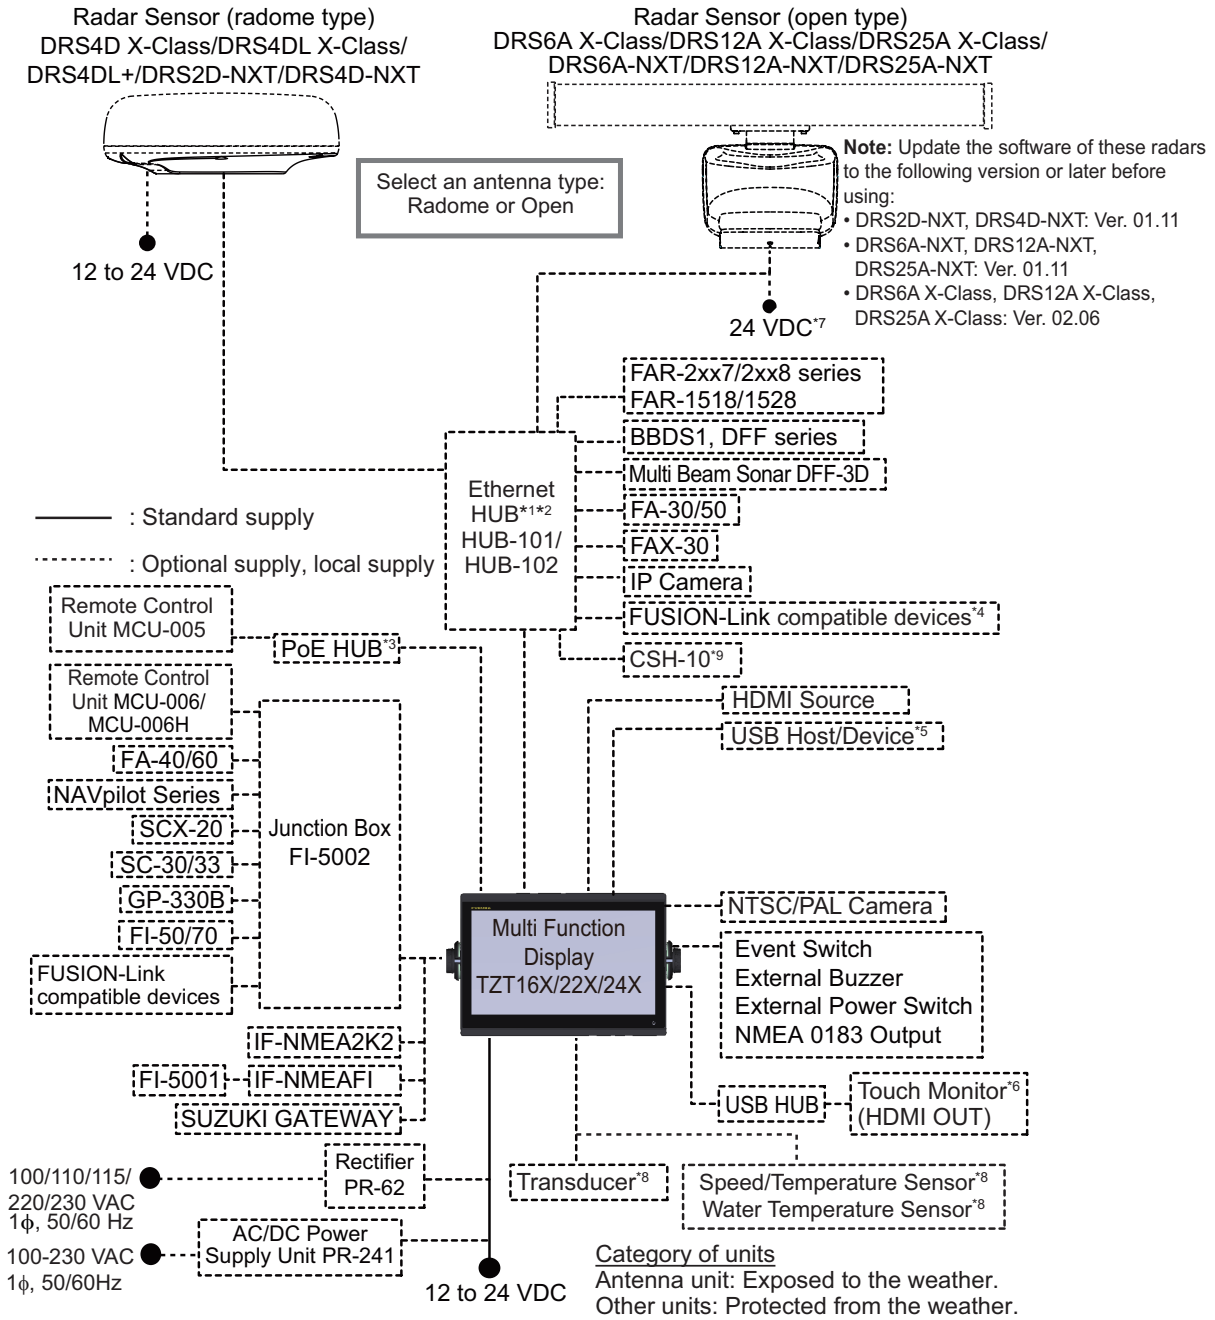 Radar Sensor (radome type)
DRS4D X-Class/DRS4DL X-Class/
DRS4DL+/DRS2D-NXT/DRS4D-NXT
Radar Sensor (open type)
DRS6A X-Class/DRS12A X-Class/DRS25A X-Class/
DRS6A-NXT/DRS12A-NXT/DRS25A-NXT
Note: Update the software of these radars
to the following version or later before
using:
• DRS2D-NXT, DRS4D-NXT: Ver. 01.11
• DRS6A-NXT, DRS12A-NXT,
DRS25A-NXT: Ver. 01.11
• DRS6A X-Class, DRS12A X-Class,
DRS25A X-Class: Ver. 02.06
Select an antenna type:
Radome or Open
12 to 24 VDC
24 VDC*7
FAR-2xx7/2xx8 series
FAR-1518/1528
BBDS1, DFF series
Multi Beam Sonar DFF-3D
FA-30/50
FAX-30
IP Camera
FUSION-Link compatible devices*4
CSH-10*9
Ethernet
HUB*1*2
HUB-101/
HUB-102
: Standard supply
: Optional supply, local supply
Remote Control
Unit MCU-005
PoE HUB*3
Remote Control
Unit MCU-006/
MCU-006H
FA-40/60
NAVpilot Series
SCX-20
SC-30/33
GP-330B
FI-50/70
FUSION-Link
compatible devices
Junction Box
FI-5002
HDMI Source
USB Host/Device*5
Multi Function
Display
TZT16X/22X/24X
NTSC/PAL Camera
Event Switch
External Buzzer
External Power Switch
NMEA 0183 Output
IF-NMEA2K2
FI-5001
IF-NMEAFI
SUZUKI GATEWAY
USB HUB
Touch Monitor*6
(HDMI OUT)
Rectifier
PR-62
100/110/115/
220/230 VAC
1ϕ, 50/60 Hz
AC/DC Power
Supply Unit PR-241
100-230 VAC
1ϕ, 50/60Hz
12 to 24 VDC
Transducer*8
Speed/Temperature Sensor*8
Water Temperature Sensor*8
Category of units
Antenna unit: Exposed to the weather.
Other units: Protected from the weather.